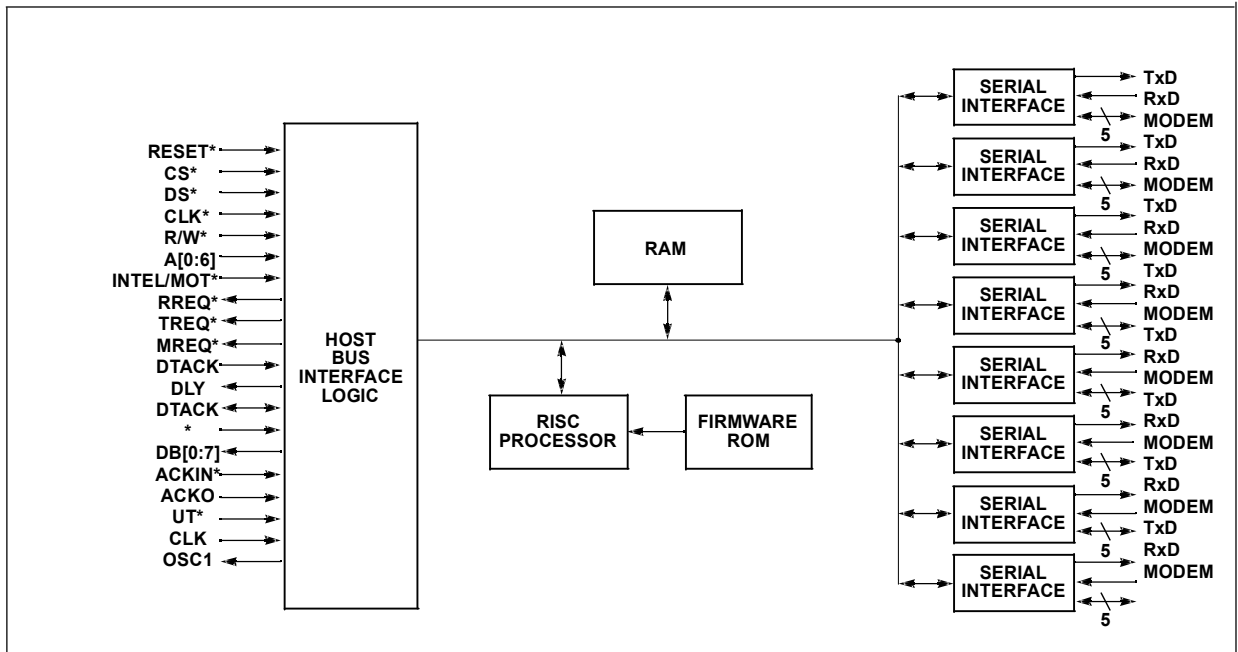 RESET*
CS*
DS*
CLK*
R/W*
A[0:6]
INTEL/MOT*
RREQ*
TREQ*
MREQ*
DTACK
DLY
DTACK
*
DB[0:7]
ACKIN*
ACKO
UT*
CLK
OSC1
HOST
BUS
INTERFACE
LOGIC
RAM
RISC
PROCESSOR
FIRMWARE
ROM
SERIAL
INTERFACE
SERIAL
INTERFACE
SERIAL
INTERFACE
SERIAL
INTERFACE
SERIAL
INTERFACE
SERIAL
INTERFACE
SERIAL
INTERFACE
SERIAL
INTERFACE
TxD
RxD
MODEM
5
TxD
RxD
MODEM
5
TxD
RxD
MODEM
5
TxD
RxD
MODEM
5
TxD
RxD
MODEM
5
TxD
RxD
MODEM
5
TxD
RxD
MODEM
5
TxD
RxD
MODEM
5